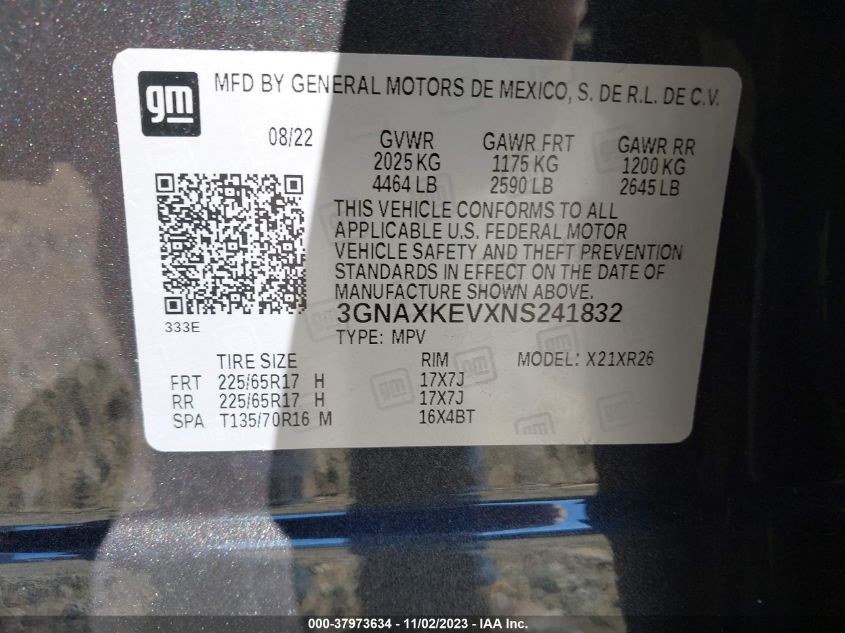 gm
MFD BY GENERAL MOTORS DE MEXICO, S. DE R.L. DE C.V.
08/22
GVWR GAWR FRT GAWR RR
2025 KG 1175 KG 1200 KG
4464 LB 2590 LB 2645 LB
THIS VEHICLE CONFORMS TO ALL
APPLICABLE U.S. FEDERAL MOTOR
VEHICLE SAFETY AND THEFT PREVENTION
STANDARDS IN EFFECT ON THE DATE OF
MANUFACTURE SHOWN ABOVE.
3GNAXKEVXNS241832
333E
TYPE: MPV
TIRE SIZE RIM MODEL: X21XR26
FRT 225/65R17 H 17X7J
RR 225/65R17 H 17X7J
SPA T135/70R16 M 16X4BT
000-37973634 - 11/02/2023 - IAA Inc.